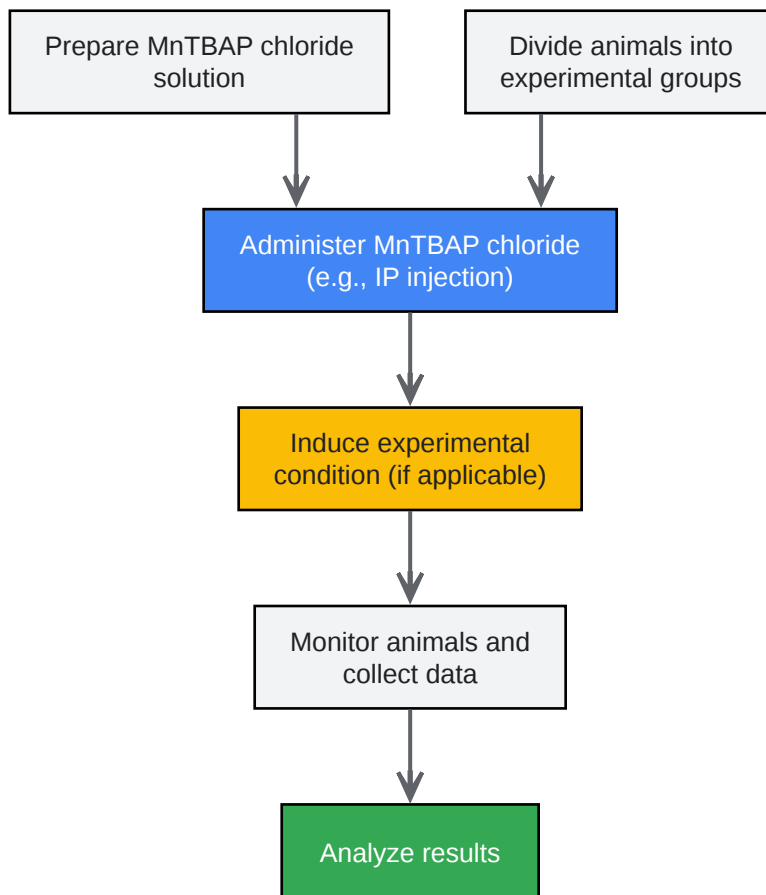 Prepare MnTBAP chloride
solution
Divide animals into
experimental groups
Administer MnTBAP chloride
(e.g., IP injection)
Induce experimental
condition (if applicable)
Monitor animals and
collect data
Analyze results